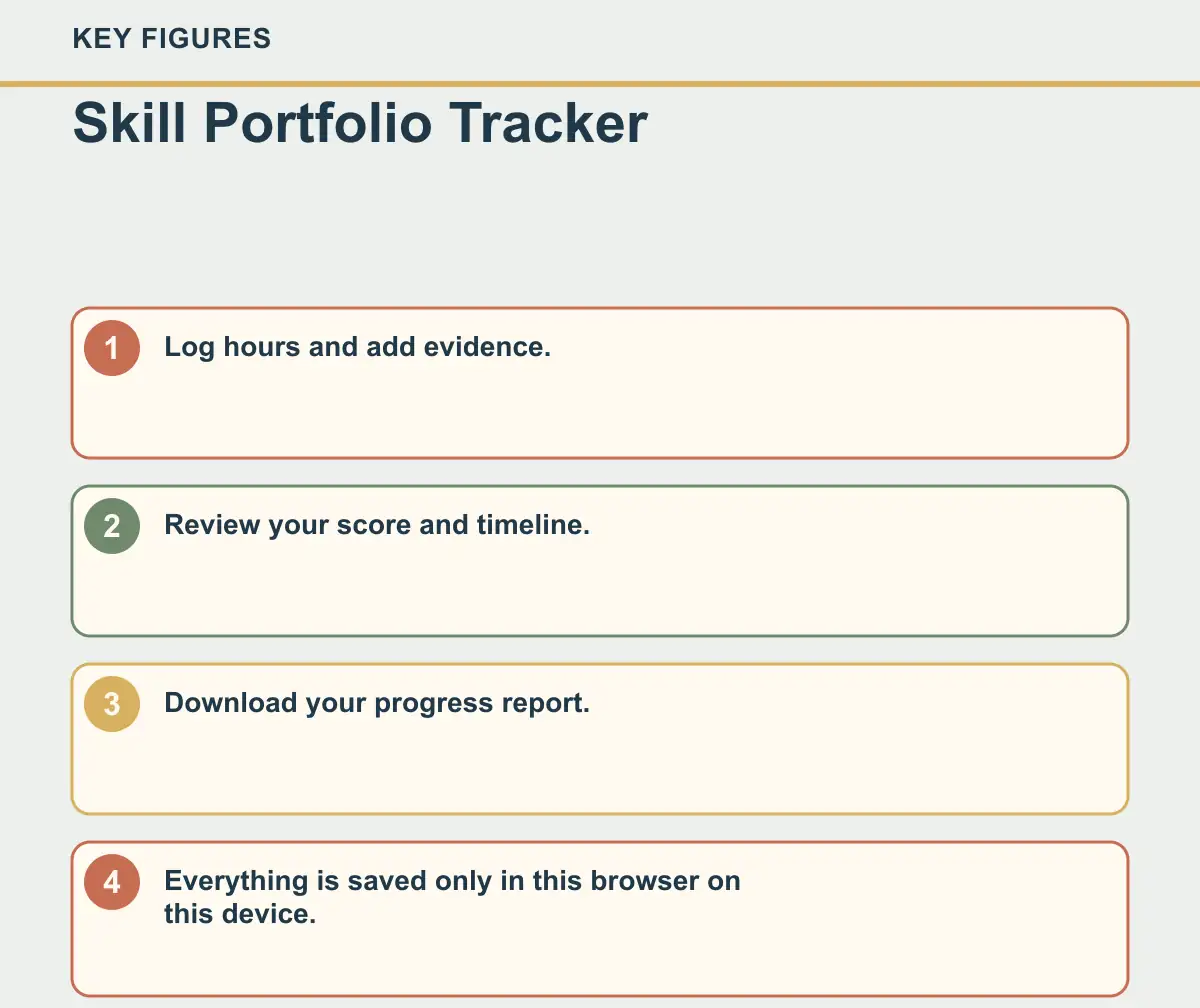 KEY FIGURES
Skill Portfolio Tracker
1
Log hours and add evidence.
2
Review your score and timeline.
3
Download your progress report.
4
Everything is saved only in this browser on
this device.